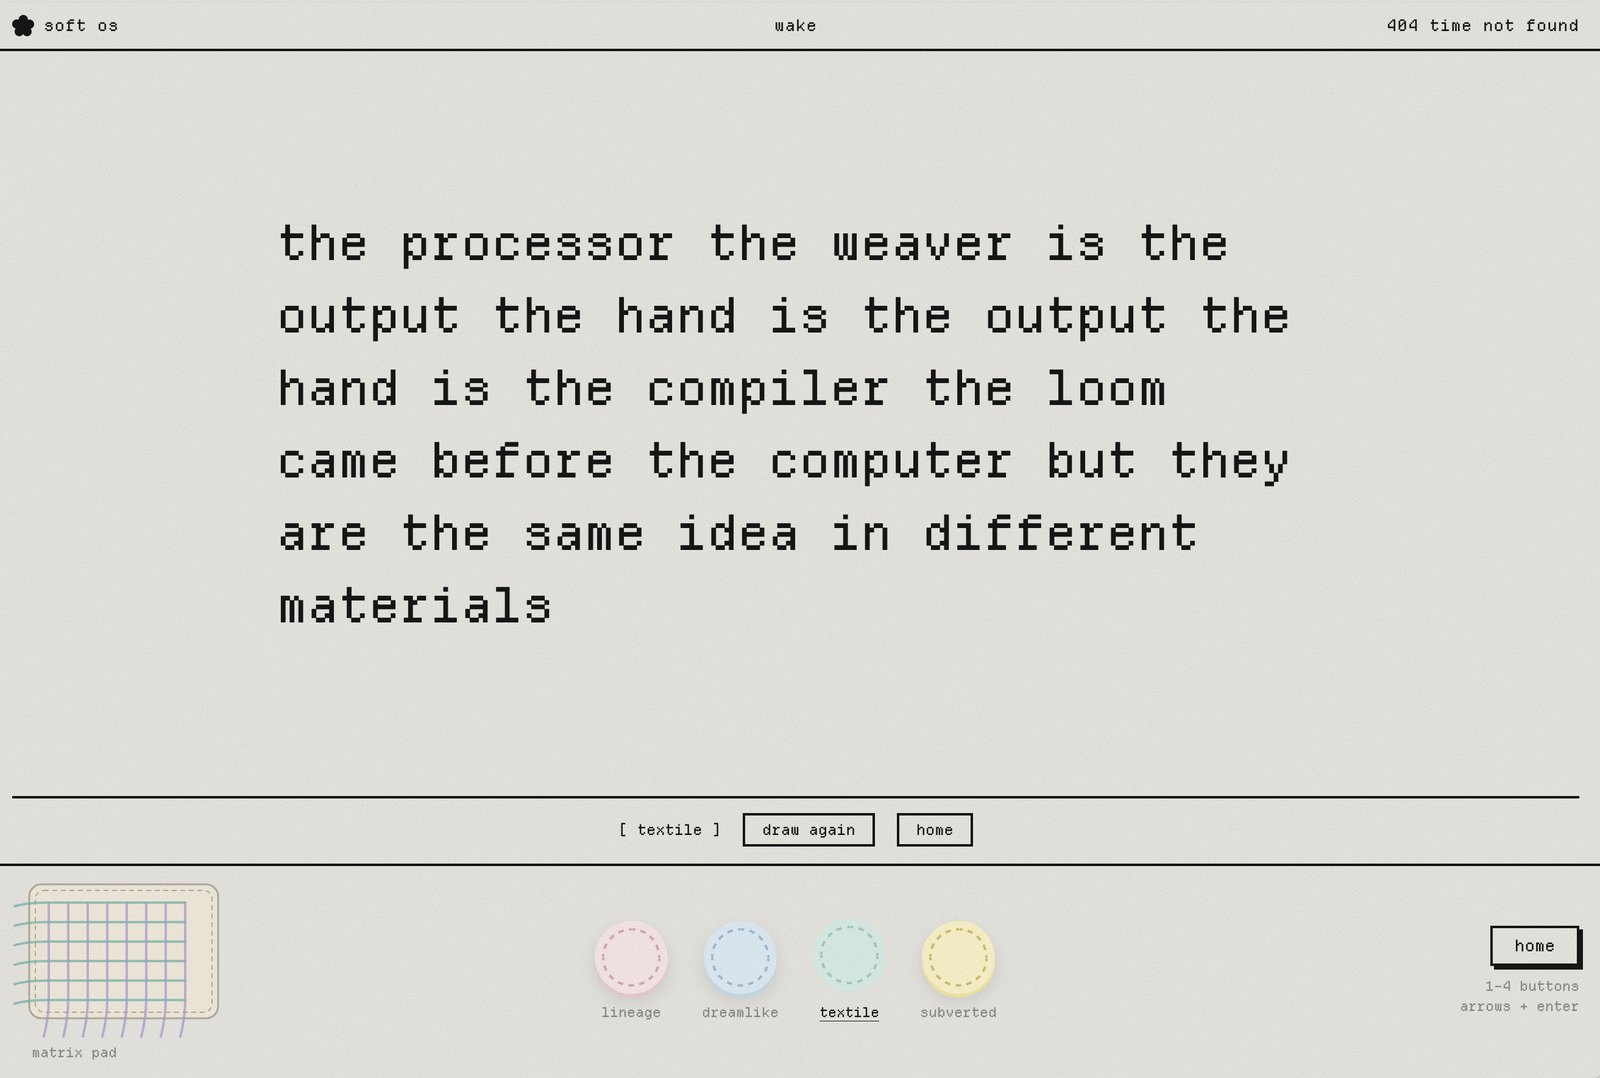 soft os
wake
404 time not found
the processor the weaver is the
output the hand is the output the
hand is the compiler the loom
came before the computer but they
are the same idea in different
materials
[ textile ]
draw again
home
matrix pad
lineage
dreamlike
textile
subverted
home
1-4 buttons
arrows + enter